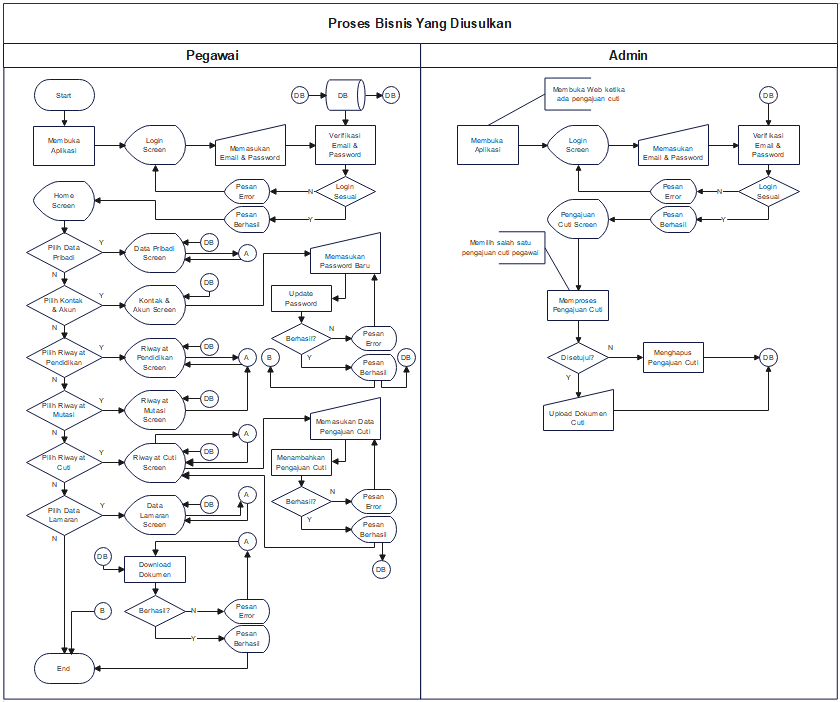 Proses Bisnis Yang Diusulkan
Pegawai
Admin
Start
DB
DB
DB
Membuka
Aplikasi
Login
Screen
Memasukan
Email & Password
Verifikasi
Email &
Password
Pesan
Error
N
Login
Sesuai
Home
Screen
Pesan
Berhasil
Y
Pilih Data
Pribadi
Y
N
Data Pribadi
Screen
DB
A
Memasukan
Password Baru
Pilih Kontak
& Akun
Y
N
Kontak &
Akun Screen
DB
Update
Password
Berhasil?
N
Y
Pesan
Error
Pesan
Berhasil
B
DB
Pilih Riwayat
Pendidikan
Y
N
Riwayat
Pendidikan
Screen
DB
A
Pilih Riwayat
Mutasi
Y
N
Riwayat
Mutasi
Screen
DB
Memasukan Data
Pengajuan Cuti
Pilih Riwayat
Cuti
Y
N
Riwayat Cuti
Screen
A
DB
Menambahkan
Pengajuan Cuti
Berhasil?
N
Y
Pesan
Error
Pesan
Berhasil
DB
Pilih Data
Lamaran
Y
N
Data
Lamaran
Screen
DB
A
DB
Download
Dokumen
A
B
Berhasil?
N
Y
Pesan
Error
Pesan
Berhasil
End
Membuka Web ketika
ada pengajuan cuti
DB
Membuka
Aplikasi
Login
Screen
Memasukan
Email & Password
Verifikasi
Email &
Password
Pesan
Error
N
Login
Sesuai
Pengajuan
Cuti Screen
Pesan
Berhasil
Y
Memilih salah satu
pengajuan cuti pegawai
Memproses
Pengajuan Cuti
Disetujui?
N
Y
Menghapus
Pengajuan Cuti
DB
Upload Dokumen
Cuti